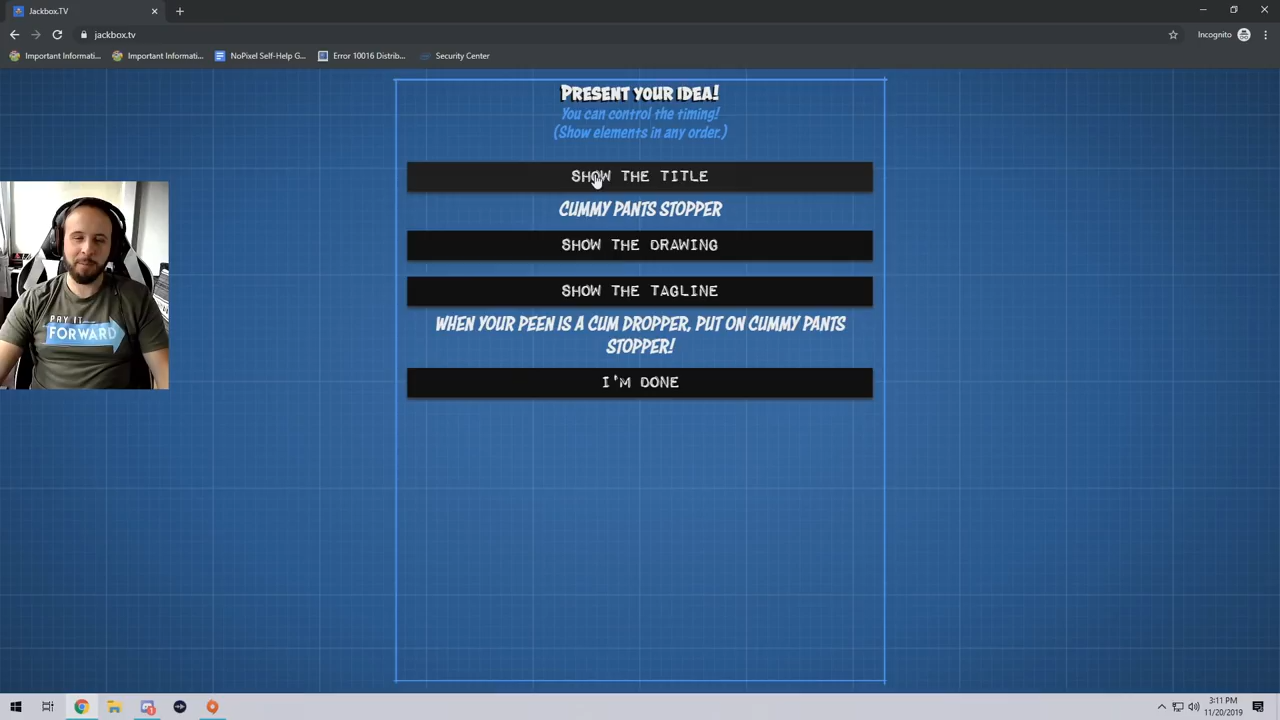 Jackbox.TV
jackbox.tv
Incognito
Important Informati...
Important Informati...
NoPixel Self-Help G...
Error 10016 Distrib...
Security Center
PRESENT YOUR IDEA!
You can control the timing!
(Show elements in any order.)
SHOW THE TITLE
CUMMY PANTS STOPPER
SHOW THE DRAWING
SHOW THE TAGLINE
WHEN YOUR PEEN IS A CUM DROPPER, PUT ON CUMMY PANTS
STOPPER!
I'M DONE
PAY IT
FORWARD
3:11 PM
11/20/2019